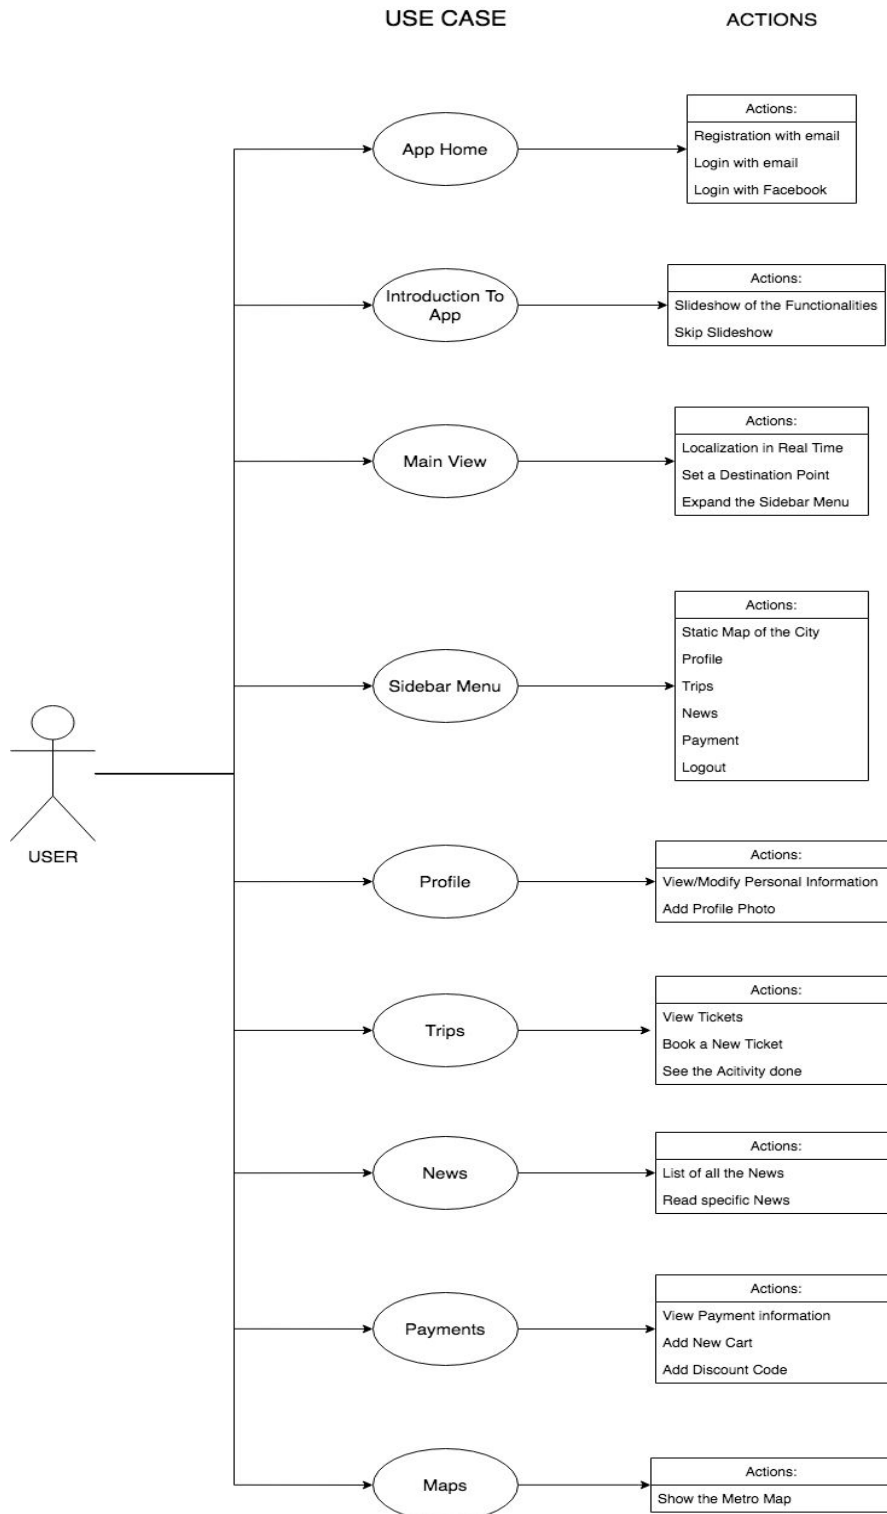 USE CASE
ACTIONS
App Home
Actions:
Registration with email
Login with email
Login with Facebook
Introduction To
App
Actions:
Slideshow of the Functionalities
Skip Slideshow
Main View
Actions:
Localization in Real Time
Set a Destination Point
Expand the Sidebar Menu
Sidebar Menu
Actions:
Static Map of the City
Profile
Trips
News
Payment
Logout
USER
Profile
Actions:
View/Modify Personal Information
Add Profile Photo
Trips
Actions:
View Tickets
Book a New Ticket
See the Acitivity done
News
Actions:
List of all the News
Read specific News
Payments
Actions:
View Payment information
Add New Cart
Add Discount Code
Maps
Actions:
Show the Metro Map